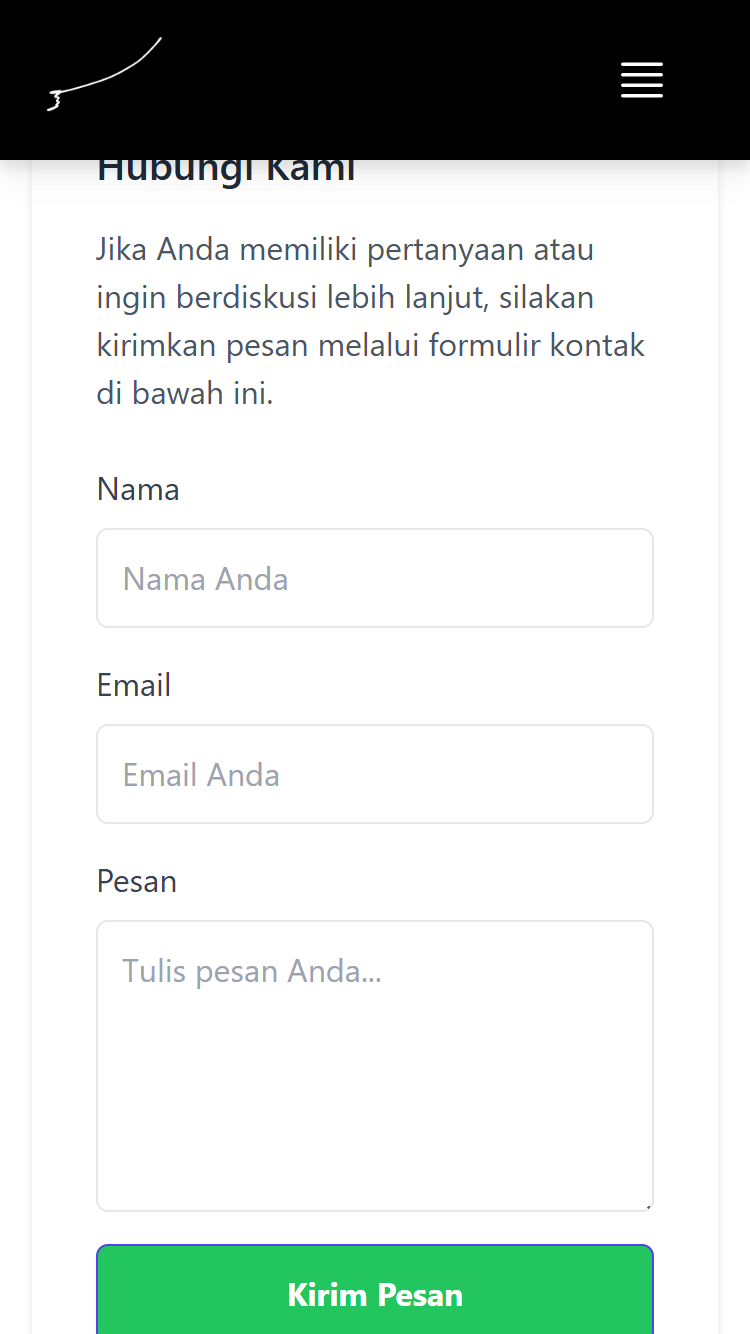 Hubungi Kami
Jika Anda memiliki pertanyaan atau
ingin berdiskusi lebih lanjut, silakan
kirimkan pesan melalui formulir kontak
di bawah ini.
Nama
Nama Anda
Email
Email Anda
Pesan
Tulis pesan Anda...
Kirim Pesan